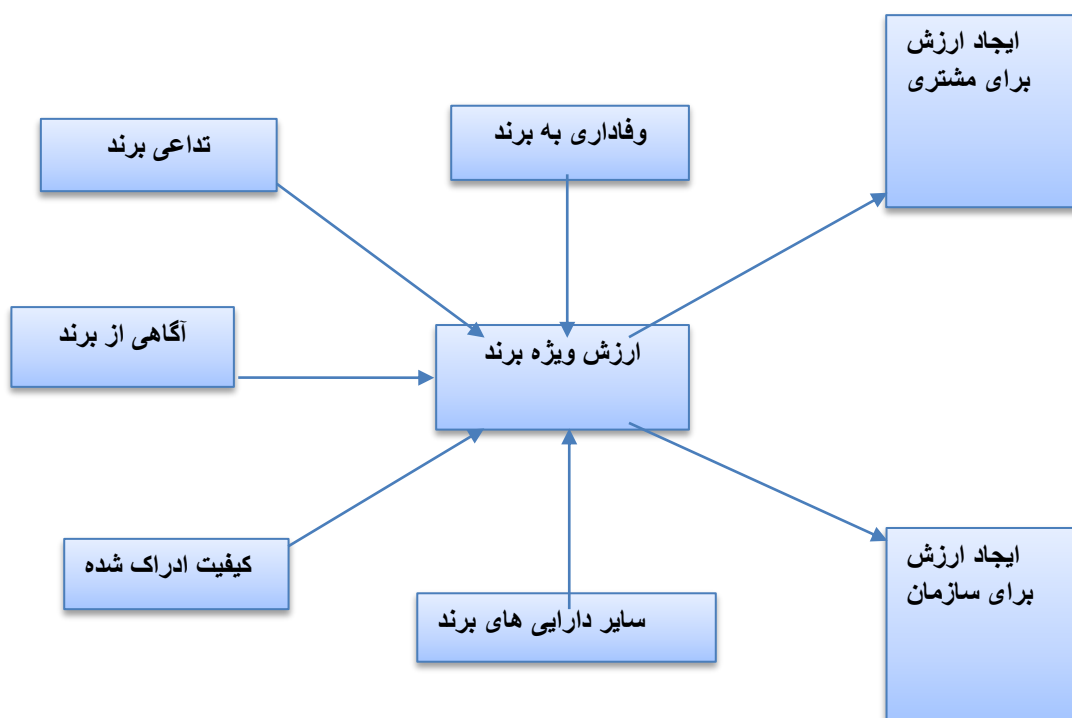 ایجاد ارزش
برای مشتری
وفاداری به برند
تداعی برند
آگاهی از برند
ارزش ویژه برند
کیفیت ادراک شده
سایر دارایی های برند
ایجاد ارزش
برای سازمان